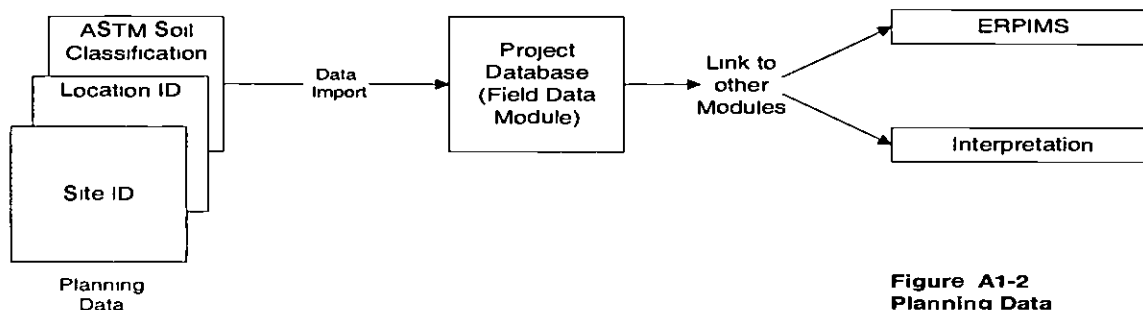 ASTM Soil
Classification
Location ID
Site ID
Planning
Data
Data
Import
Project
Database
(Field Data
Module)
Link to
other
Modules
ERPIMS
Interpretation
Figure A1-2
Planning Data